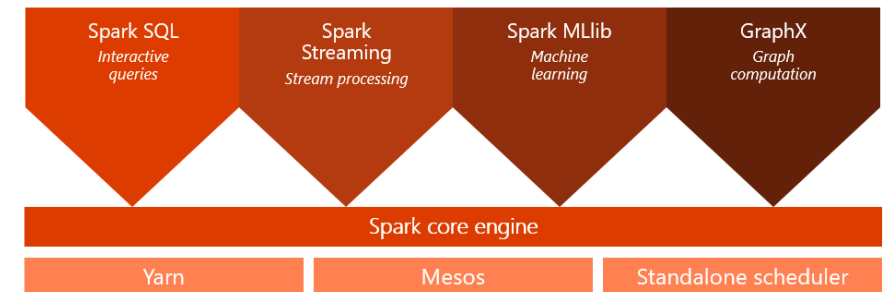 Spark SQL
Interactive
queries
Spark
Streaming
Stream processing
Spark MLlib
Machine
learning
GraphX
Graph
computation
Spark core engine
Yarn
Mesos
Standalone scheduler